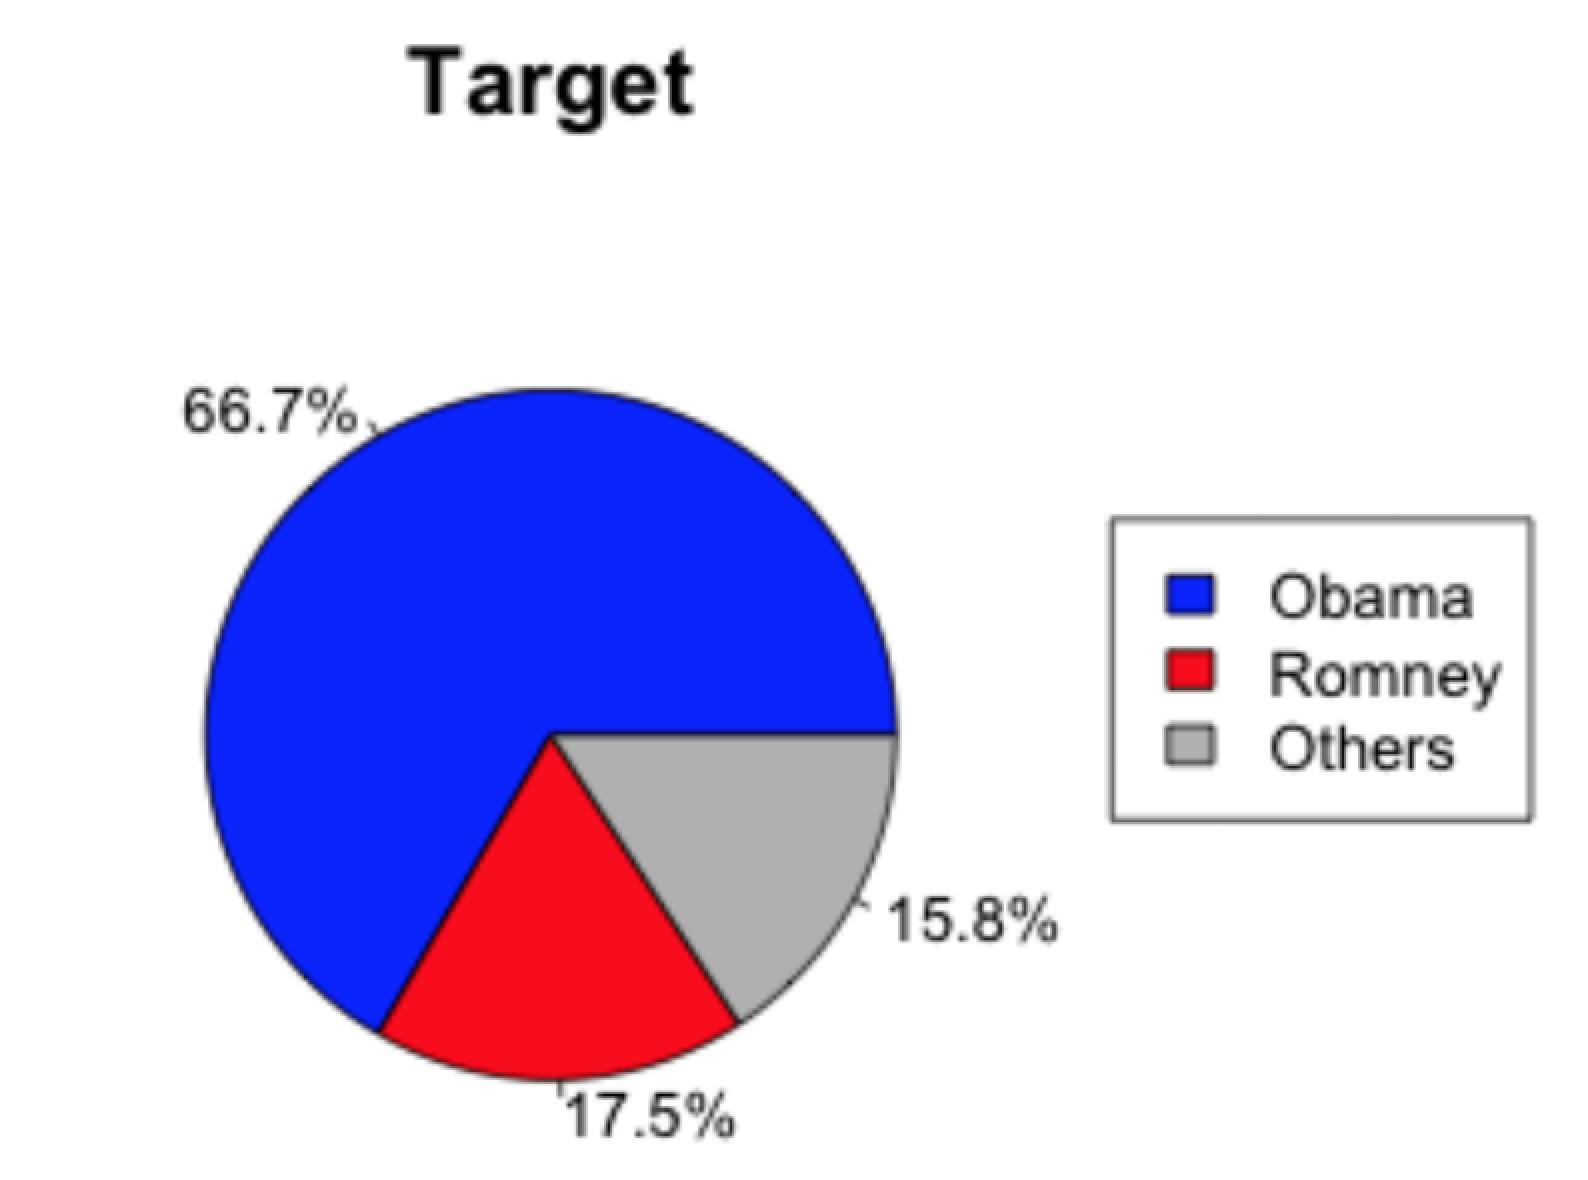 Target
66.7%
Obama
Romney
Others
15.8%
17.5%